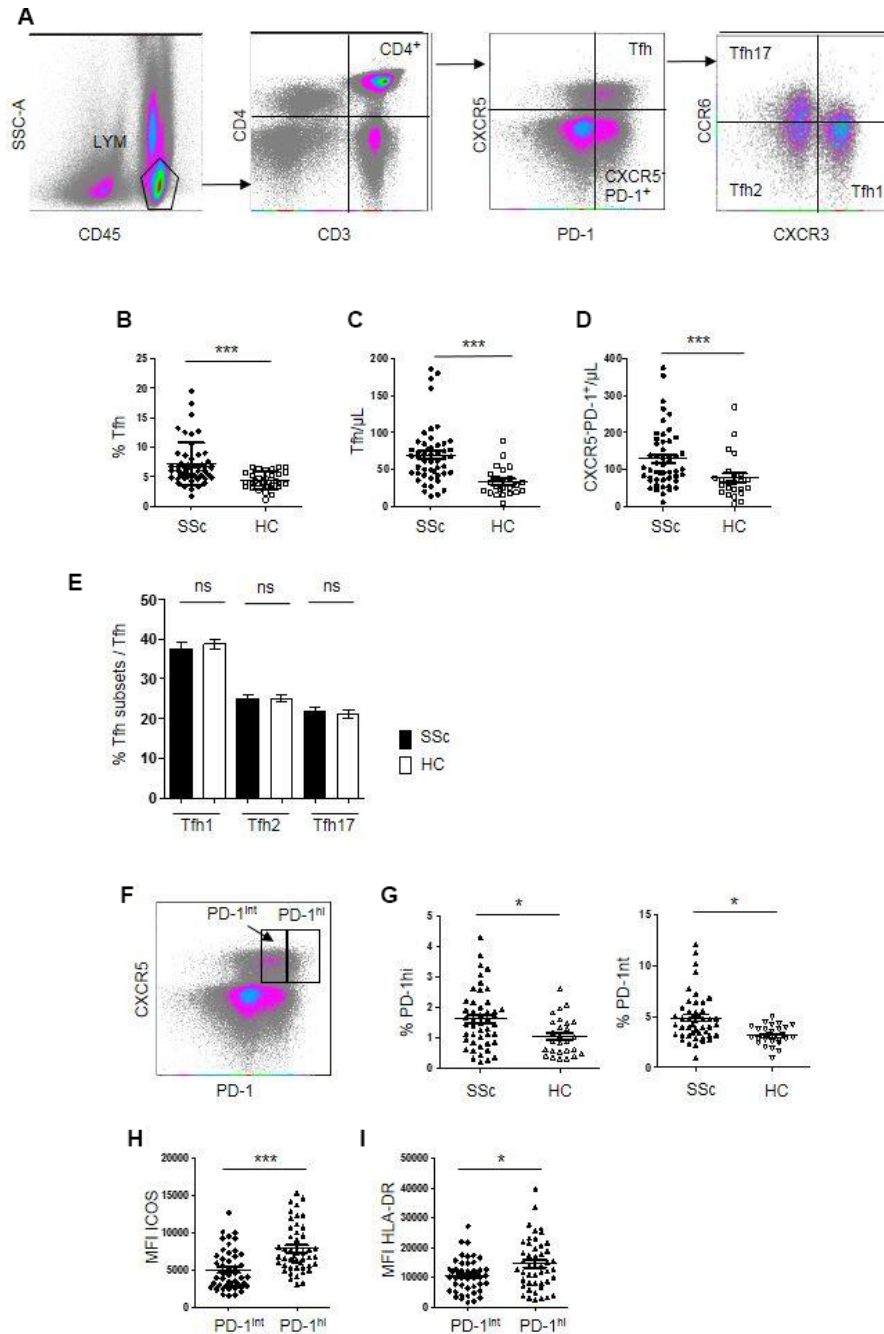 A
SSC-A
LYM
CD45
CD4
CD4+
CD3
CXCR5
Tfh
CXCR5-
PD-1+
PD-1
Tfh17
CCR6
Tfh2
Tfh1
CXCR3
B
***
% Tfh
25
20
15
10
5
0
SSc
HC
C
***
Tfh/µL
200
150
100
50
0
SSc
HC
D
***
CXCR5-PD-1+/µL
400
300
200
100
0
SSc
HC
E
ns
ns
ns
% Tfh subsets / Tfh
50
40
30
20
10
0
Tfh1
Tfh2
Tfh17
SSc
HC
F
PD-1Int
PD-1hi
CXCR5
PD-1
G
*
% PD-1hi
5
4
3
2
1
0
SSc
HC
*
% PD-1nt
15
10
5
0
SSc
HC
H
***
MFI ICOS
20000
15000
10000
5000
0
PD-1Int
PD-1hI
I
*
MFI HLA-DR
50000
40000
30000
20000
10000
0
PD-1Int
PD-1hI